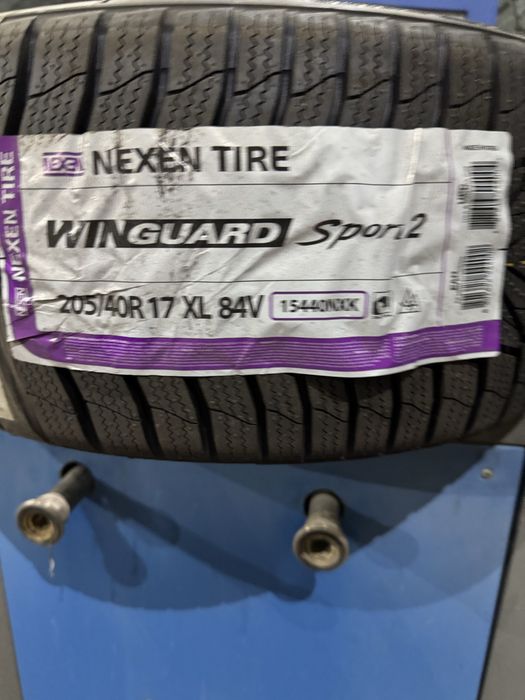 NEXEN TIRE
NEXEN TIRE
WINGUARD Sport2
205/40R 17 XL 84V 15440NXK